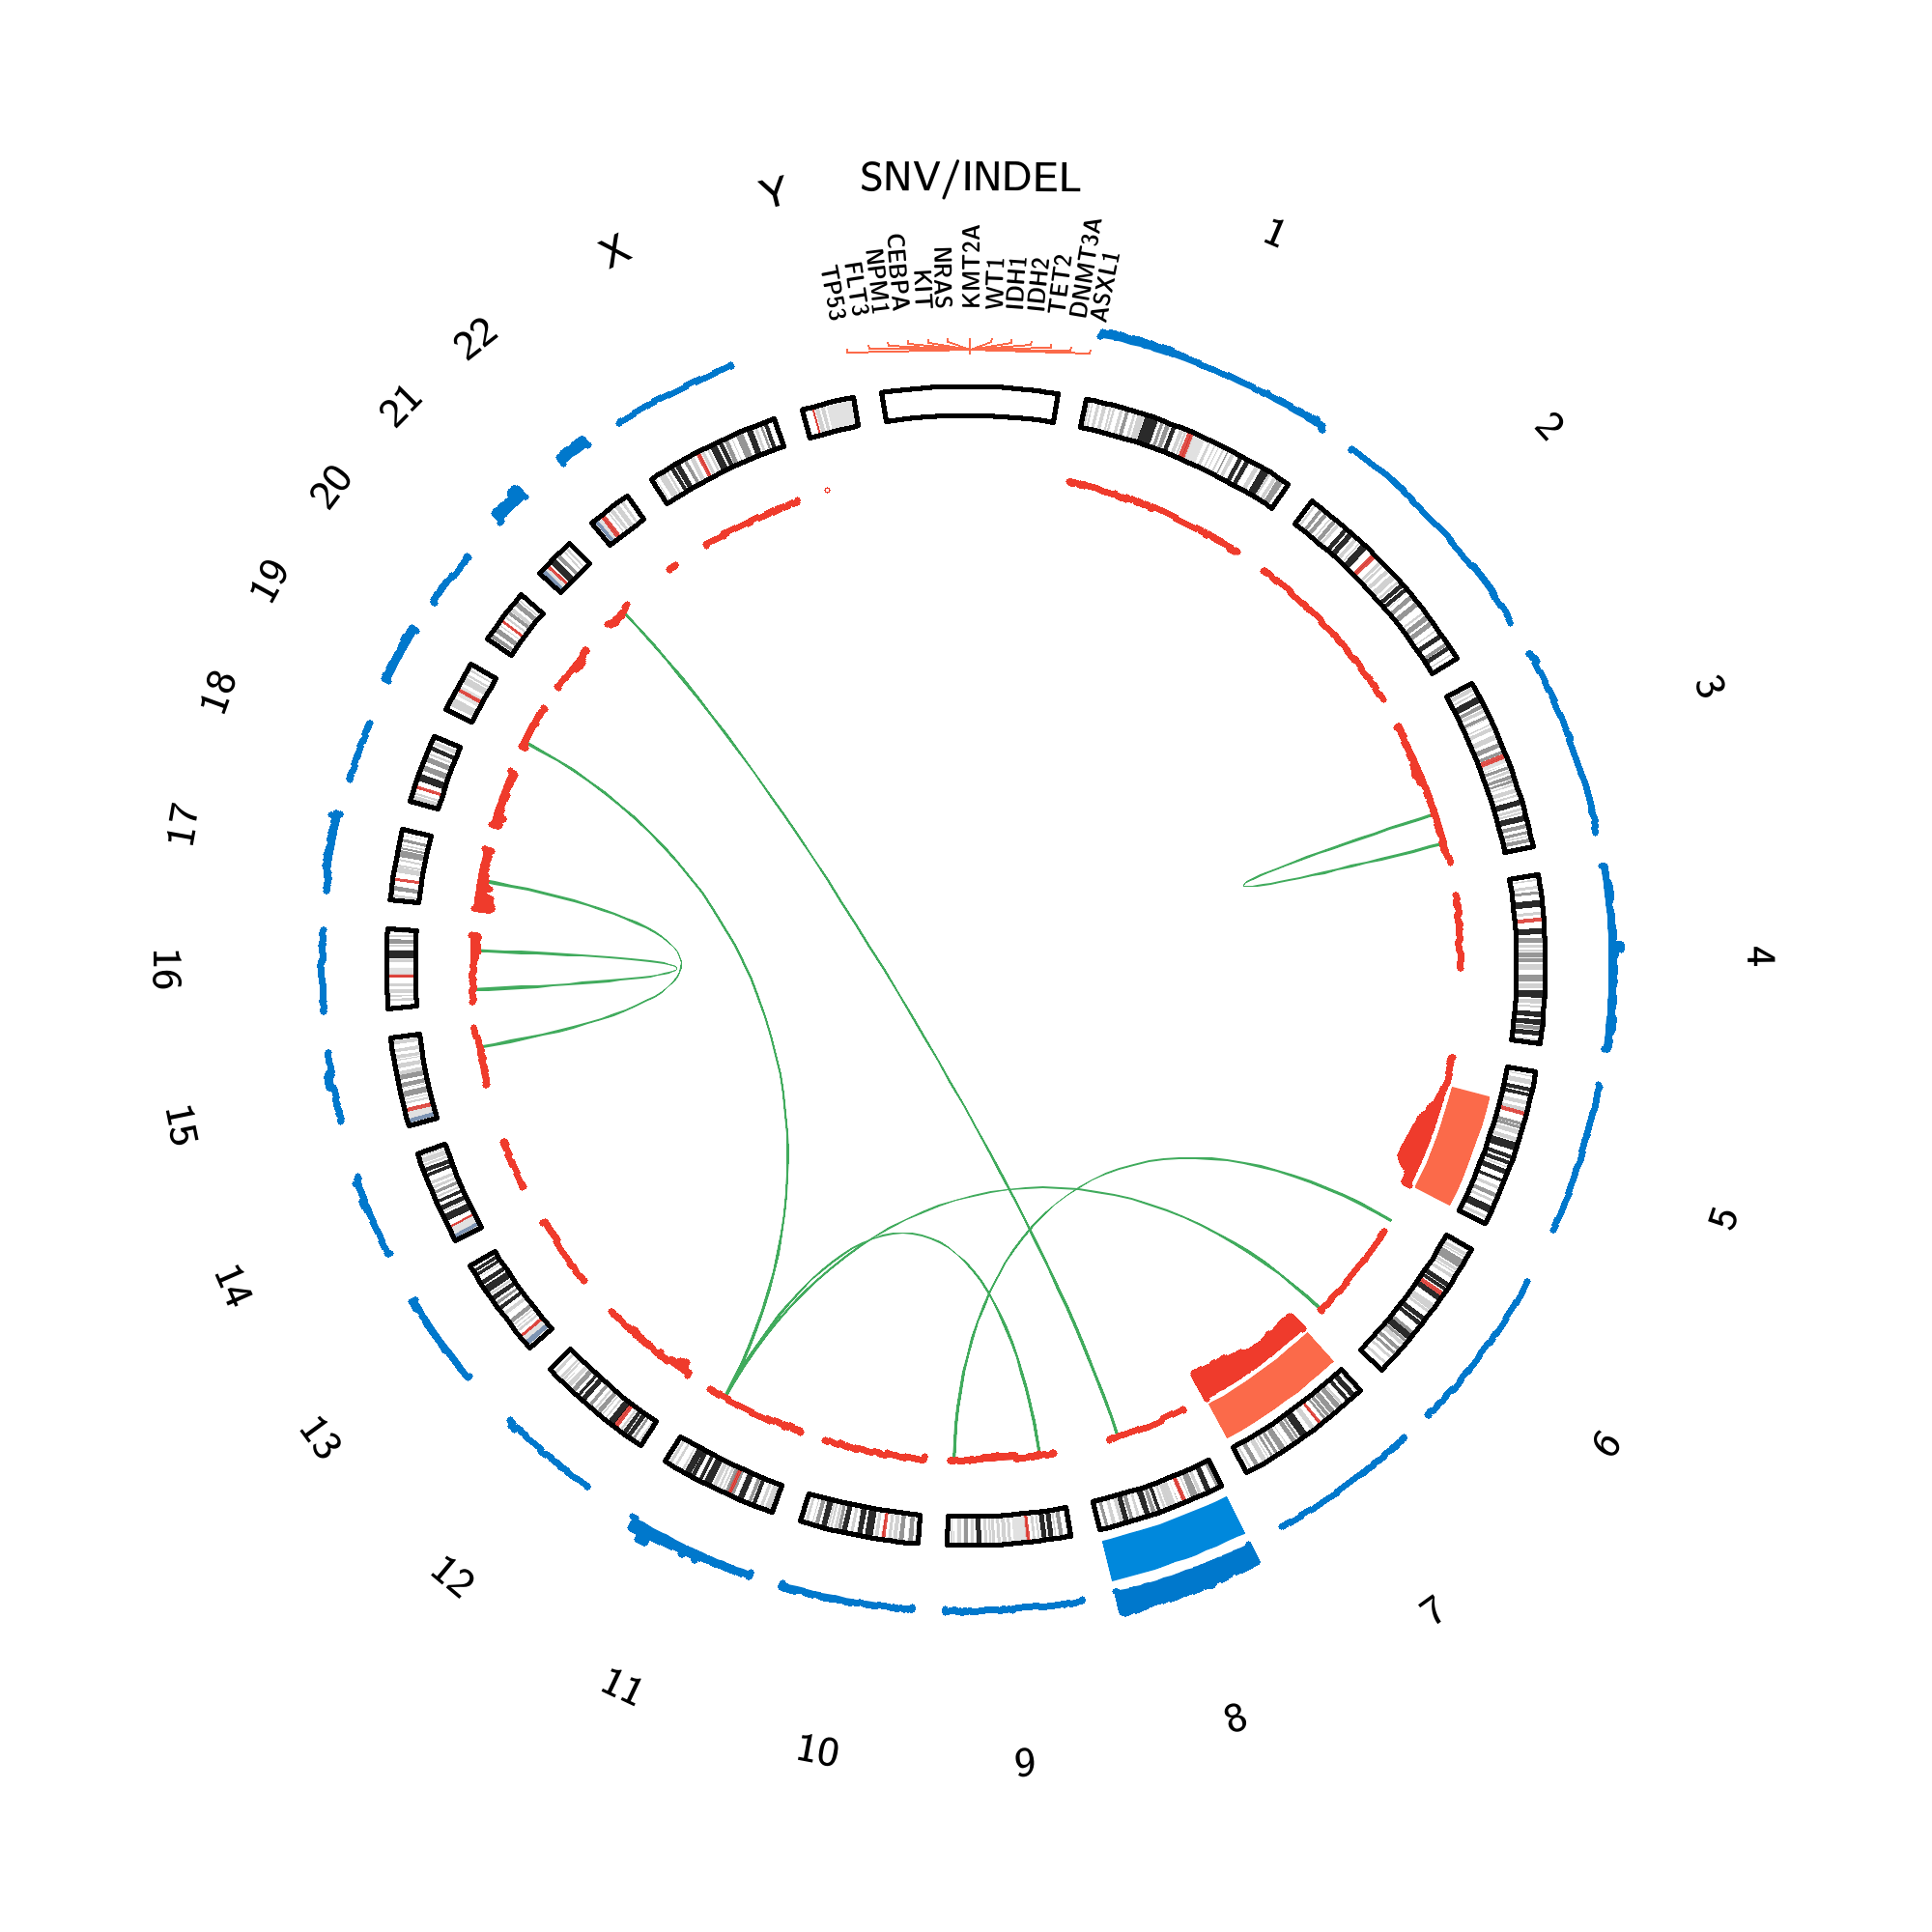 SNV/INDEL
TP53
FLT3
NPM1
CEBPA
KIT
NRAS
KMT2A
WT1
IDH1
IDH2
TET2
DNMT3A
ASXL1
1
2
3
4
5
6
7
8
9
10
11
12
13
14
15
16
17
18
19
20
21
22
X
Y